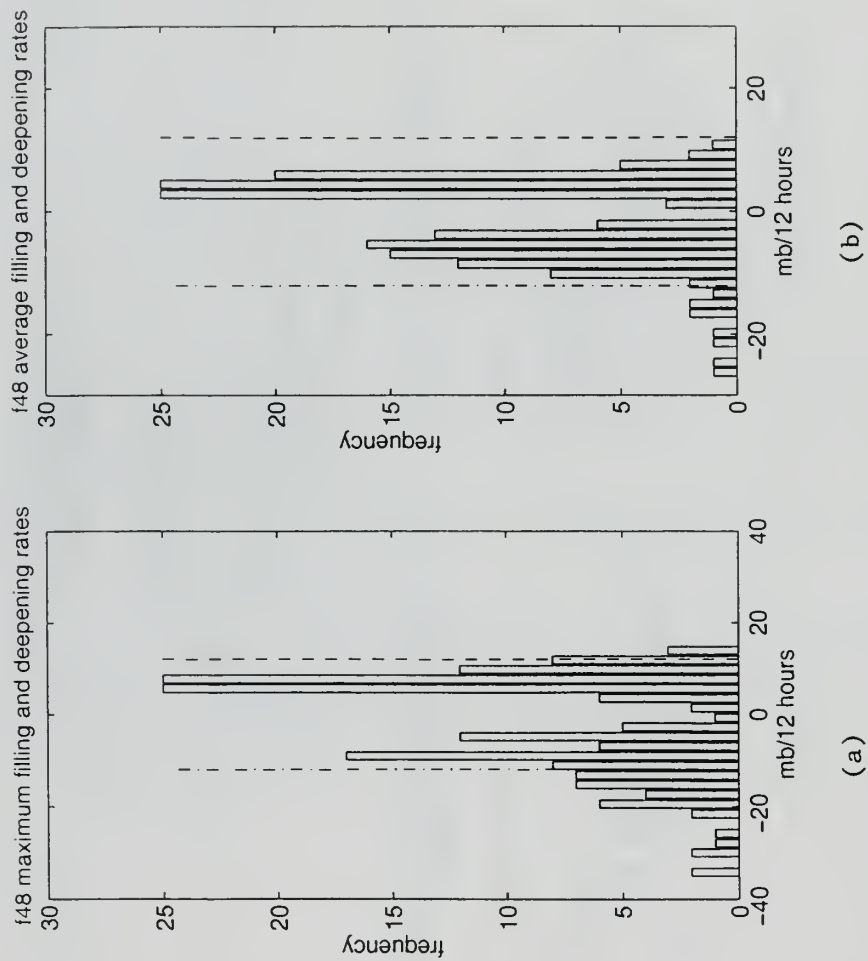 f48 maximum filling and deepening rates
30
25
20
15
10
5
0
frequency
-40
-20
0
20
40
mb/12 hours
(a)
f48 average filling and deepening rates
30
25
20
15
10
5
0
frequency
-20
0
20
mb/12 hours
(b)